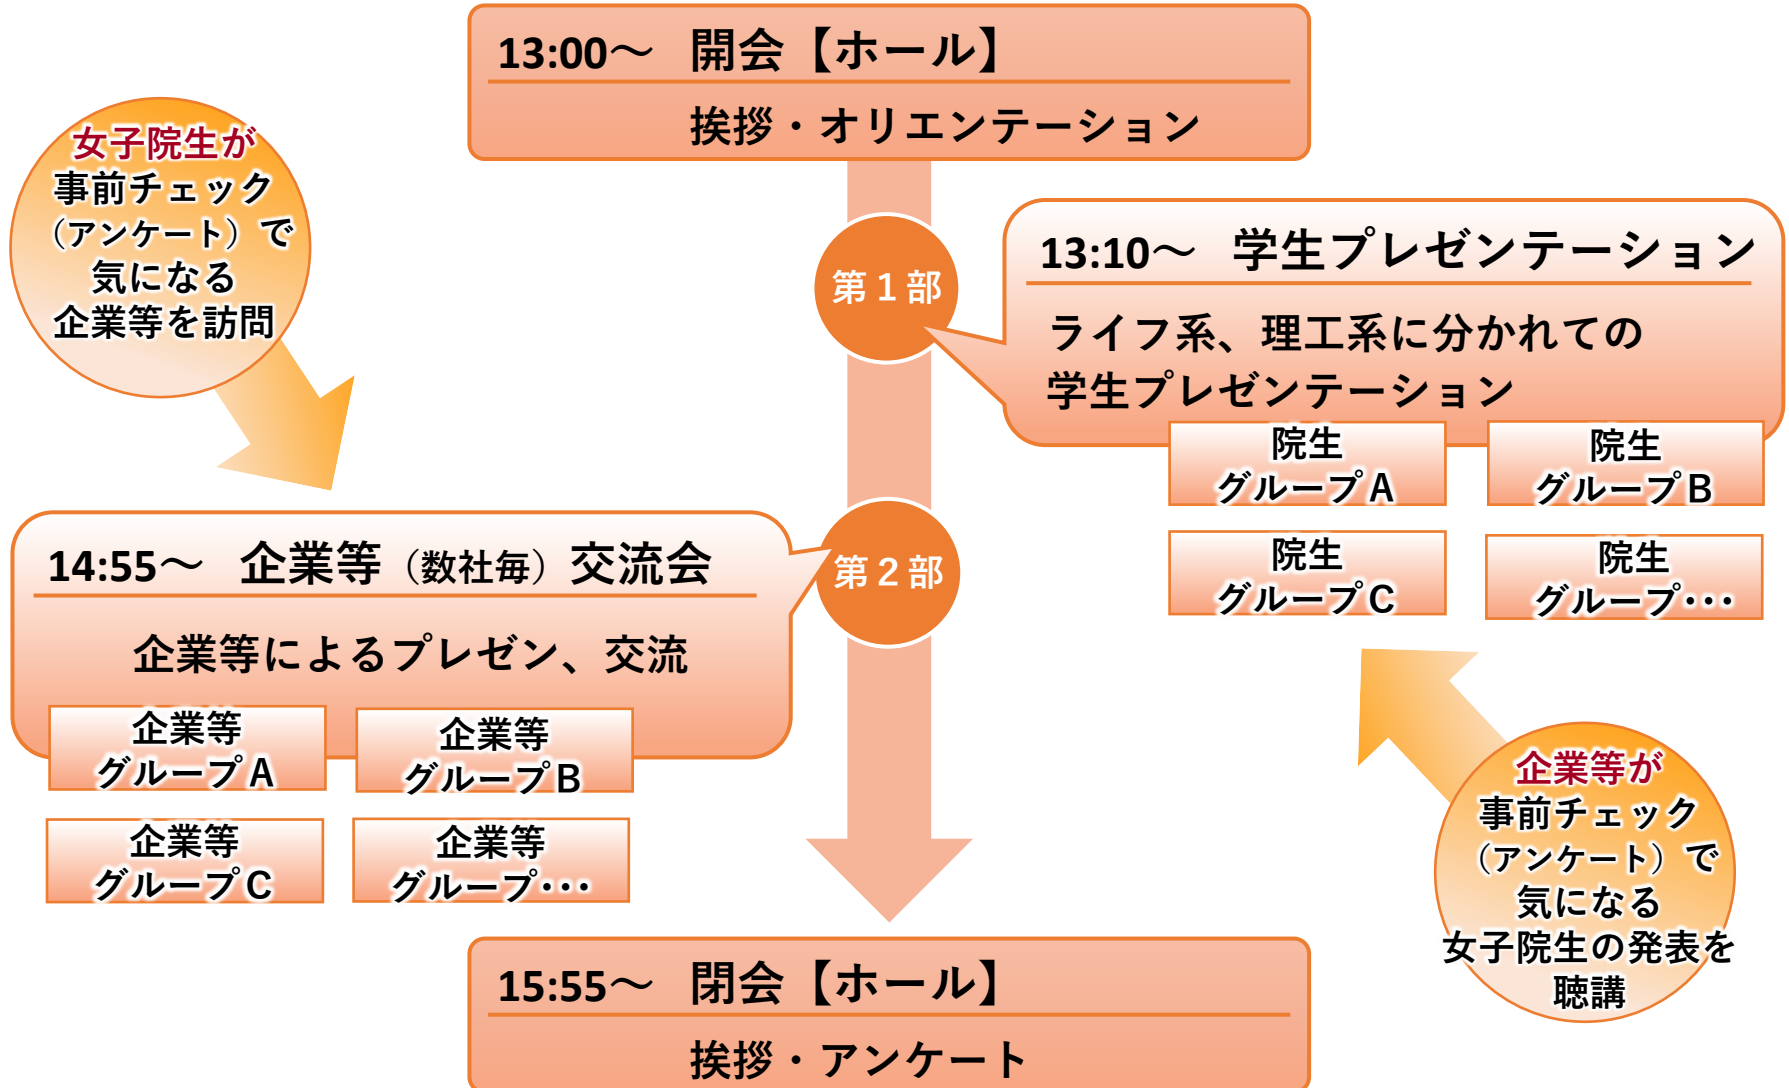 13:00～ 開会【ホール】
挨拶・オリエンテーション
女子院生が
事前チェック
（アンケート）で
気になる
企業等を訪問
第１部
13:10～ 学生プレゼンテーション
ライフ系、理工系に分かれての
学生プレゼンテーション
院生
グループＡ
院生
グループＢ
院生
グループＣ
院生
グループ･･･
第２部
14:55～ 企業等（数社毎）交流会
企業等によるプレゼン、交流
企業等
グループＡ
企業等
グループＢ
企業等
グループＣ
企業等
グループ･･･
企業等が
事前チェック
（アンケート）で
気になる
女子院生の発表を
聴講
15:55～ 閉会【ホール】
挨拶・アンケート